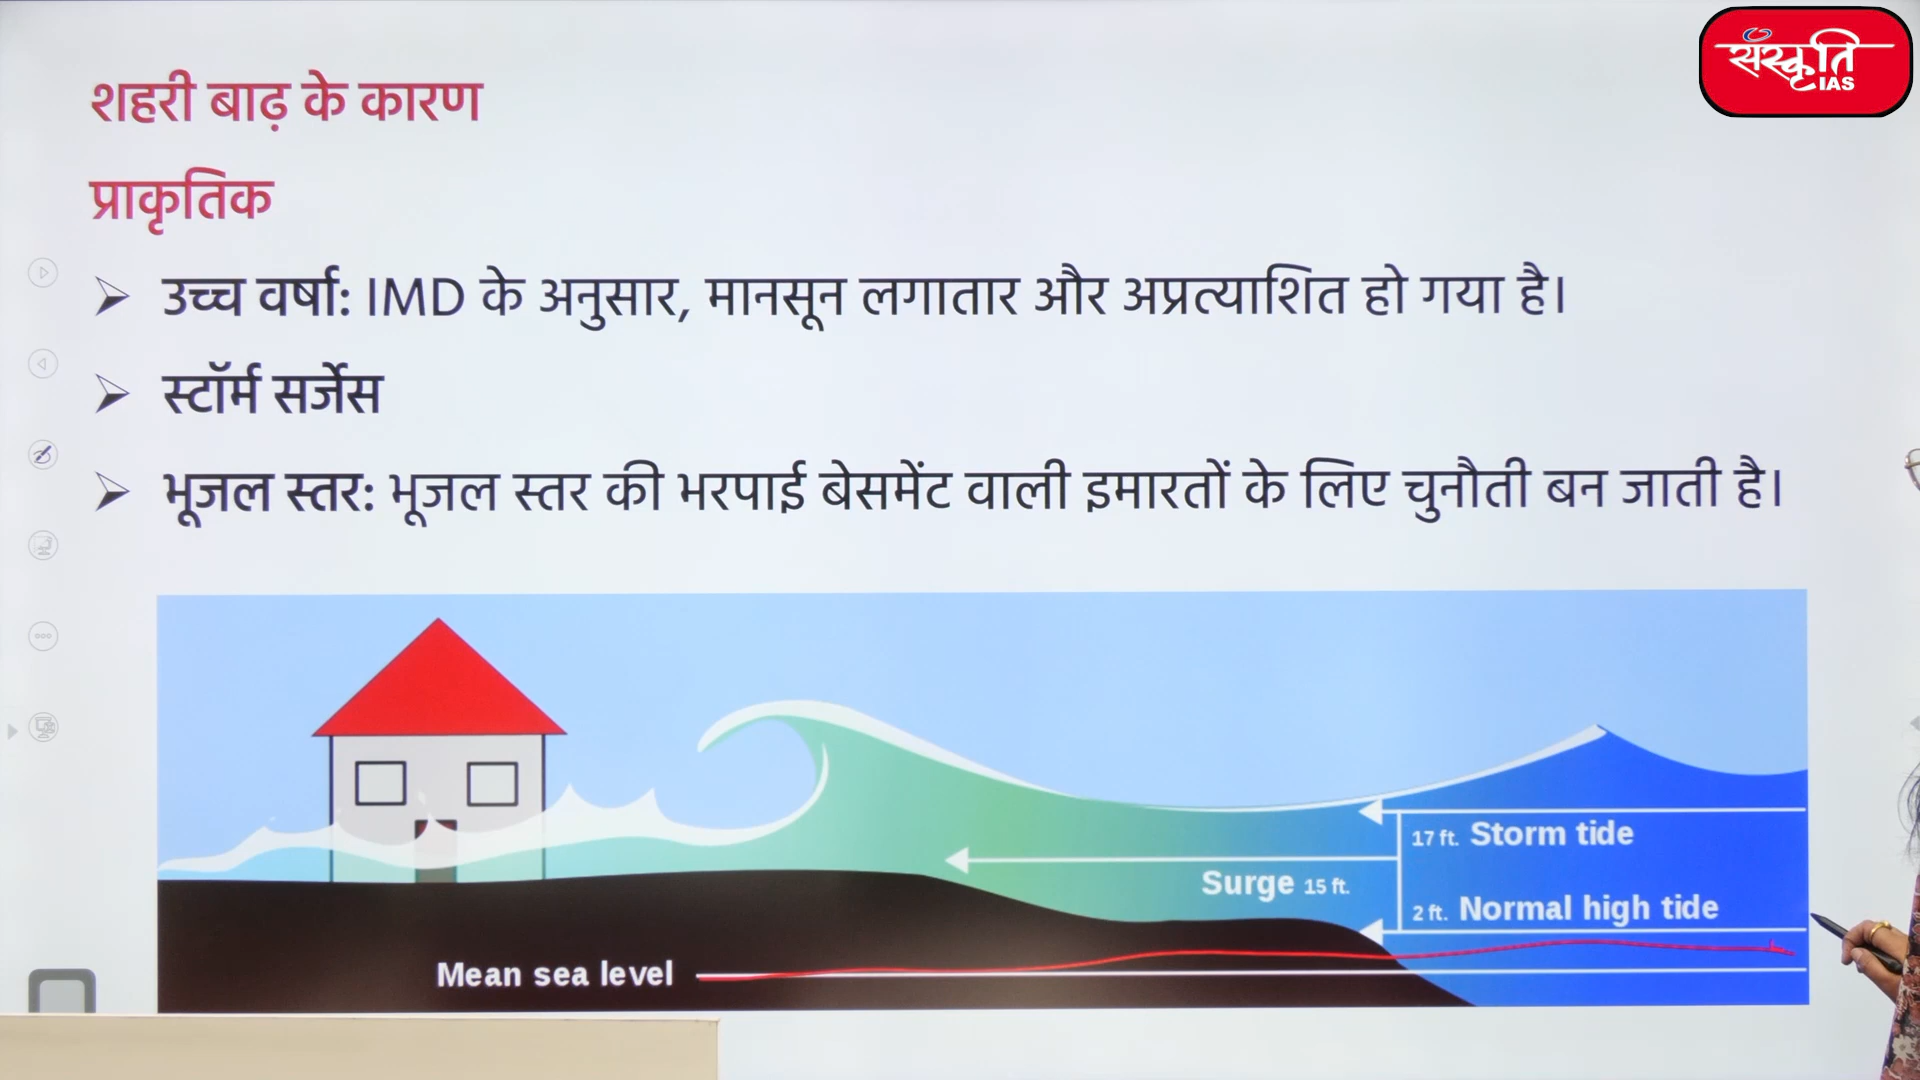 संस्कृति
IAS
शहरी बाढ़ के कारण
प्राकृतिक
उच्च वर्षा: IMD के अनुसार, मानसून लगातार और अप्रत्याशित हो गया है।
स्टॉर्म सर्जेस
भूजल स्तर: भूजल स्तर की भरपाई बेसमेंट वाली इमारतों के लिए चुनौती बन जाती है।
17 ft. Storm tide
Surge 15 ft.
2 ft. Normal high tide
Mean sea level